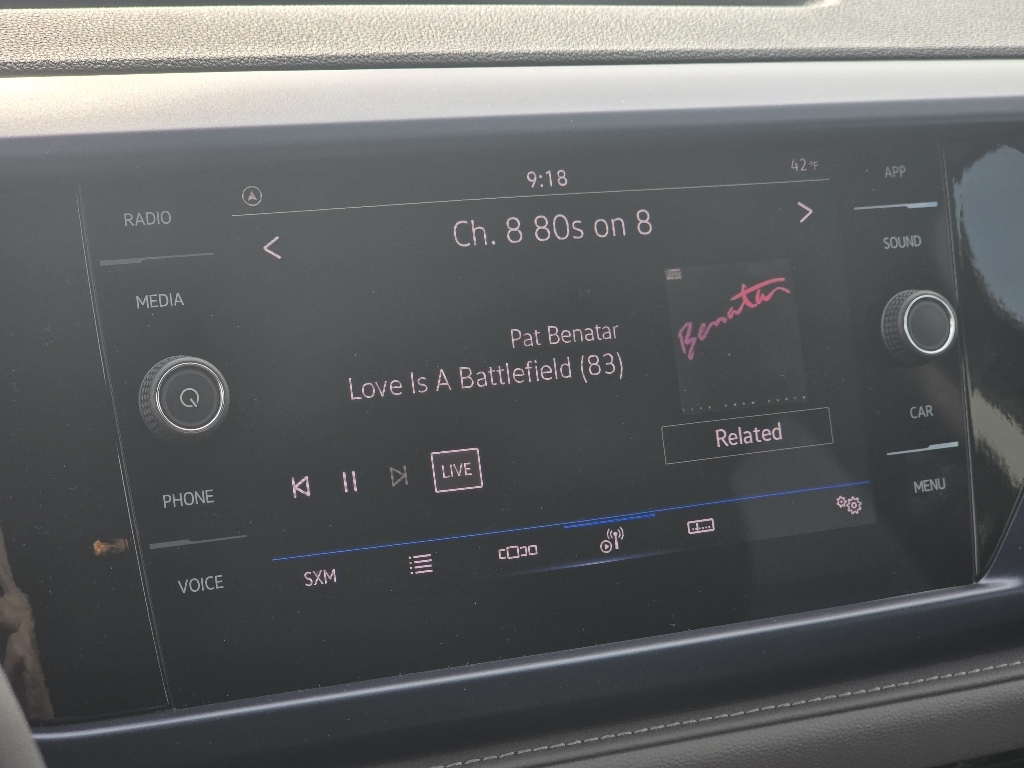 9:18
42°F
APP
RADIO
Ch. 8 80s on 8
SOUND
MEDIA
Benatar
Pat Benatar
Love Is A Battlefield (83)
CAR
Related
LIVE
PHONE
MENU
SXM
VOICE